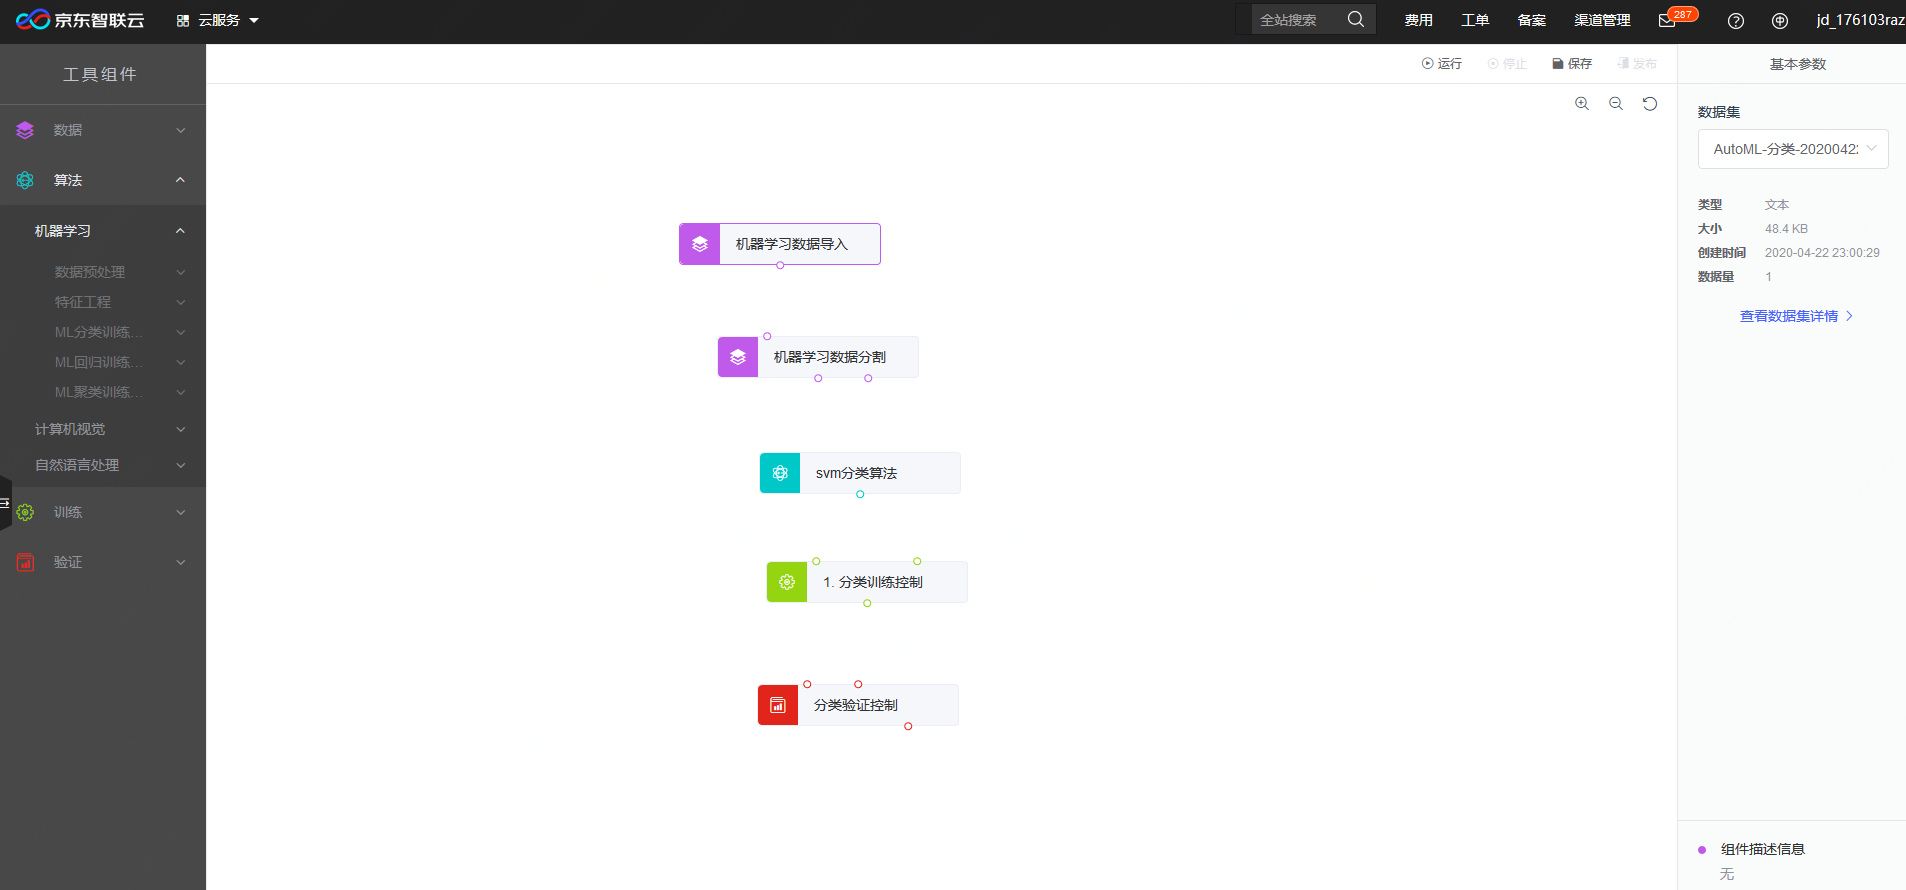 京东智联云
云服务
全站搜索
费用
工单
备案
渠道管理
287
jd_176103raz
工具组件
数据
算法
机器学习
数据预处理
特征工程
ML分类训练...
ML回归训练...
ML聚类训练...
计算机视觉
自然语言处理
训练
验证
运行
停止
保存
发布
机器学习数据导入
机器学习数据分割
svm分类算法
1. 分类训练控制
分类验证控制
基本参数
数据集
AutoML-分类-2020042
类型 文本
大小 48.4 KB
创建时间 2020-04-22 23:00:29
数据量 1
查看数据集详情
组件描述信息
无